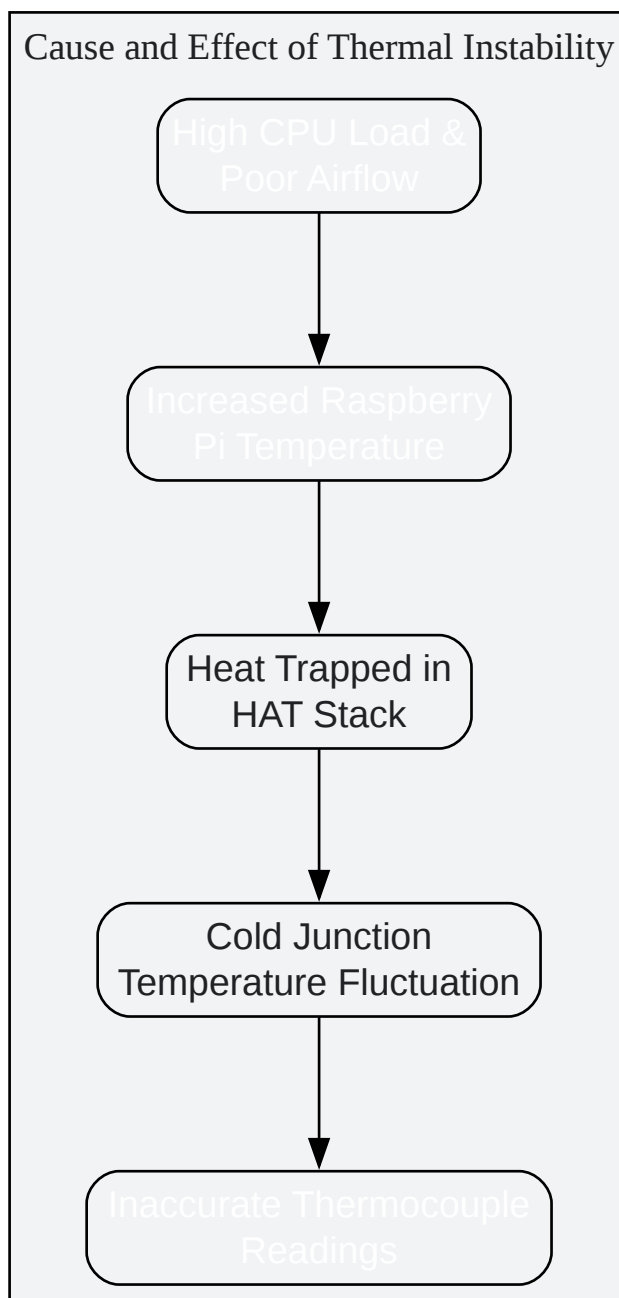 Cause and Effect of Thermal Instability
High CPU Load &
Poor Airflow
Increased Raspberry
Pi Temperature
Heat Trapped in
HAT Stack
Cold Junction
Temperature Fluctuation
Inaccurate Thermocouple
Readings